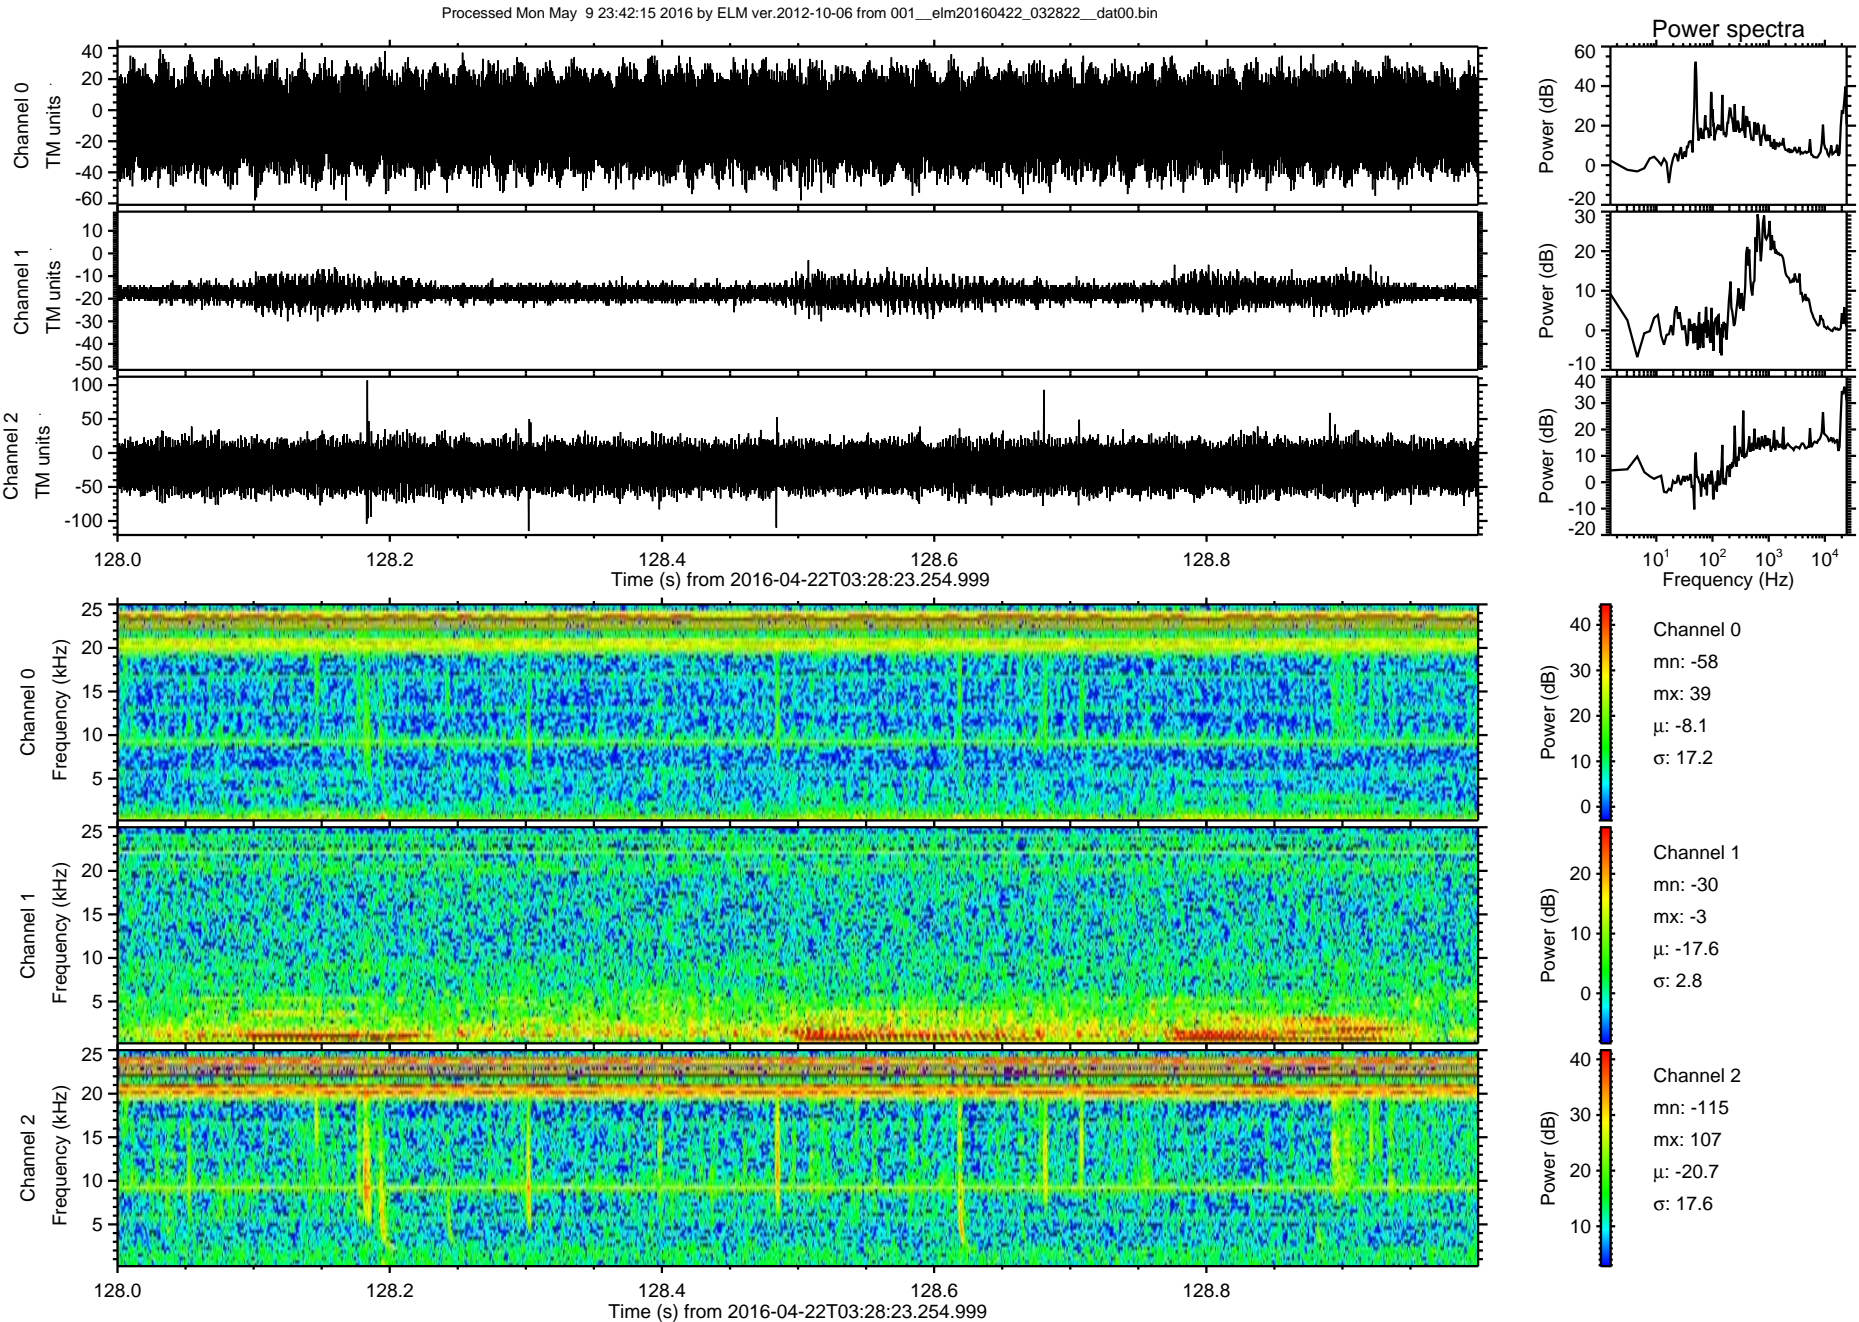 Processed Mon May  9 23:42:15 2016 by ELM ver.2012-10-06 from 001__elm20160422_032822__dat00.bin
Power spectra
Channel 0
TM units
40
20
0
-20
-40
-60
Power (dB)
60
40
20
0
-20
Channel 1
TM units
10
0
-10
-20
-30
-40
-50
Power (dB)
30
20
10
0
-10
Channel 2
TM units
100
50
0
-50
-100
Power (dB)
40
30
20
10
0
-10
-20
128.0 128.2 128.4 128.6 128.8
Time (s) from 2016-04-22T03:28:23.254.999
10^1 10^2 10^3 10^4
Frequency (Hz)
Channel 0
Frequency (kHz)
25
20
15
10
5
Power (dB)
40
30
20
10
0
Channel 0
mn: -58
mx: 39
µ: -8.1
σ: 17.2
Channel 1
Frequency (kHz)
25
20
15
10
5
Power (dB)
20
10
0
Channel 1
mn: -30
mx: -3
µ: -17.6
σ: 2.8
Channel 2
Frequency (kHz)
25
20
15
10
5
Power (dB)
40
30
20
10
Channel 2
mn: -115
mx: 107
µ: -20.7
σ: 17.6
128.0 128.2 128.4 128.6 128.8
Time (s) from 2016-04-22T03:28:23.254.999